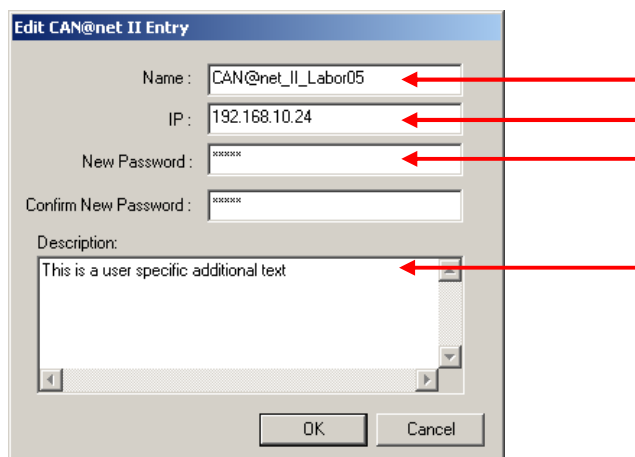 Edit CAN@net II Entry
Name : CAN@net_II_Labor05
IP : 192.168.10.24
New Password : *****
Confirm New Password : *****
Description:
This is a user specific additional text
OK Cancel